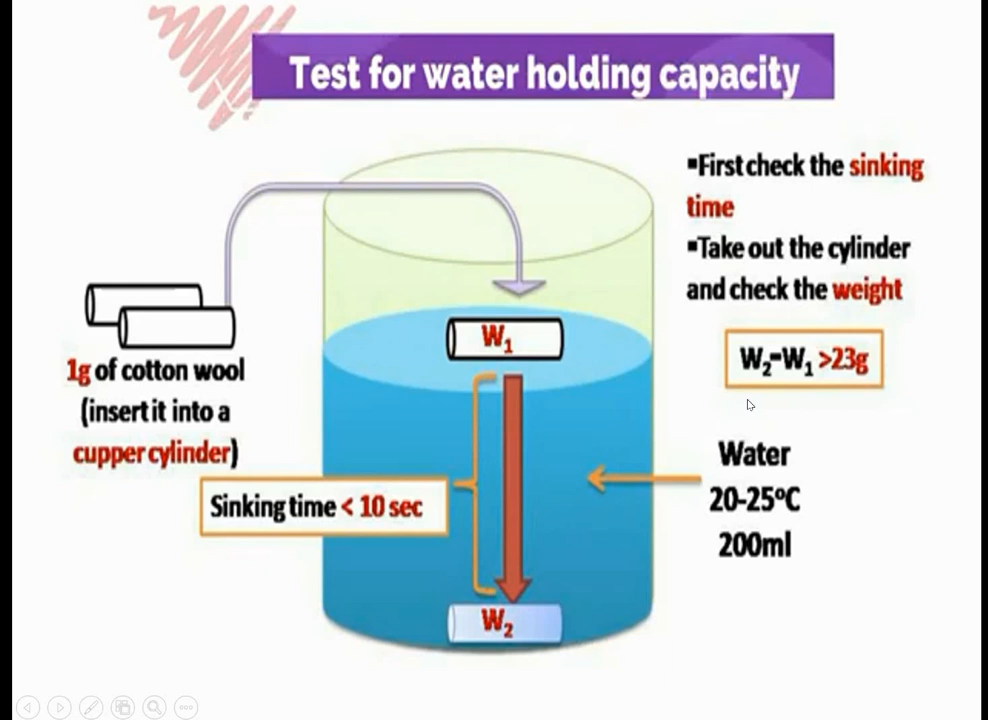 Test for water holding capacity
▪First check the sinking
time
▪Take out the cylinder
and check the weight
W₂-W₁ >23g
W₁
1g of cotton wool
(insert it into a
cupper cylinder)
Sinking time < 10 sec
Water
20-25ºC
200ml
W₂